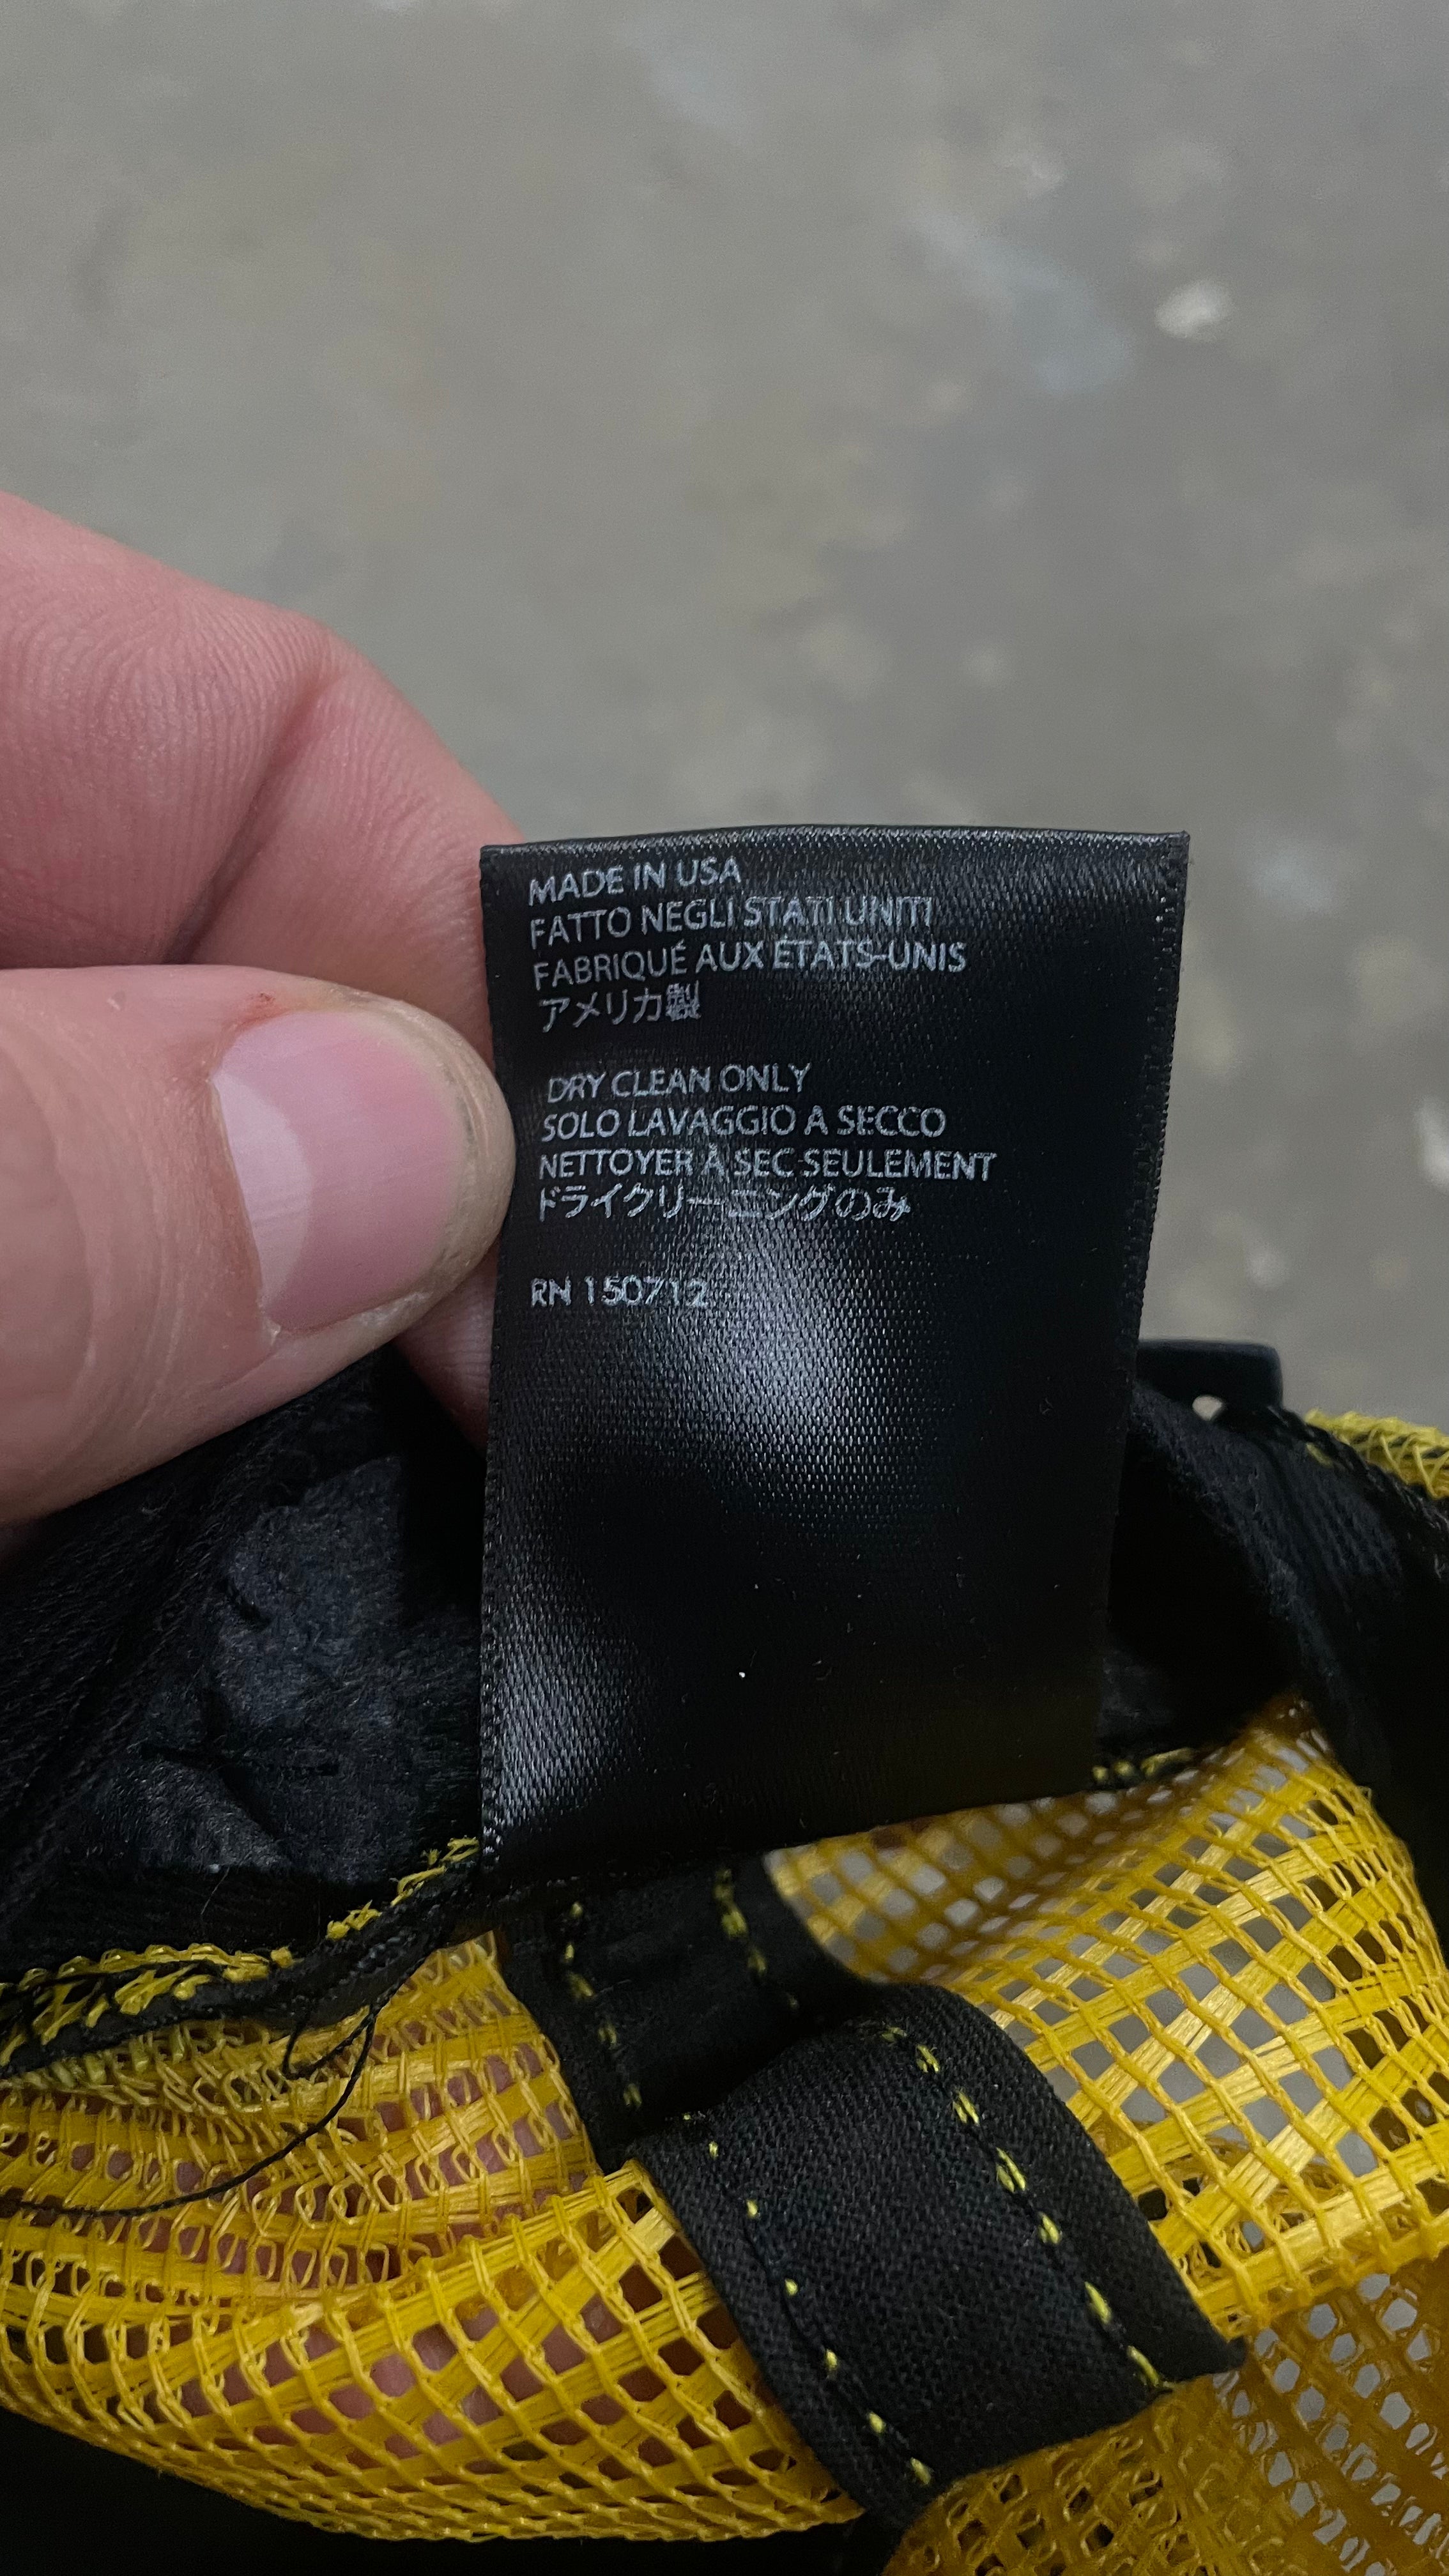 MADE IN USA
FATTO NEGLI STATI UNITI
FABRIQUÉ AUX ÉTATS-UNIS
アメリカ製
DRY CLEAN ONLY
SOLO LAVAGGIO A SECCO
NETTOYER À SEC SEULEMENT
ドライクリーニングのみ
RN 150712